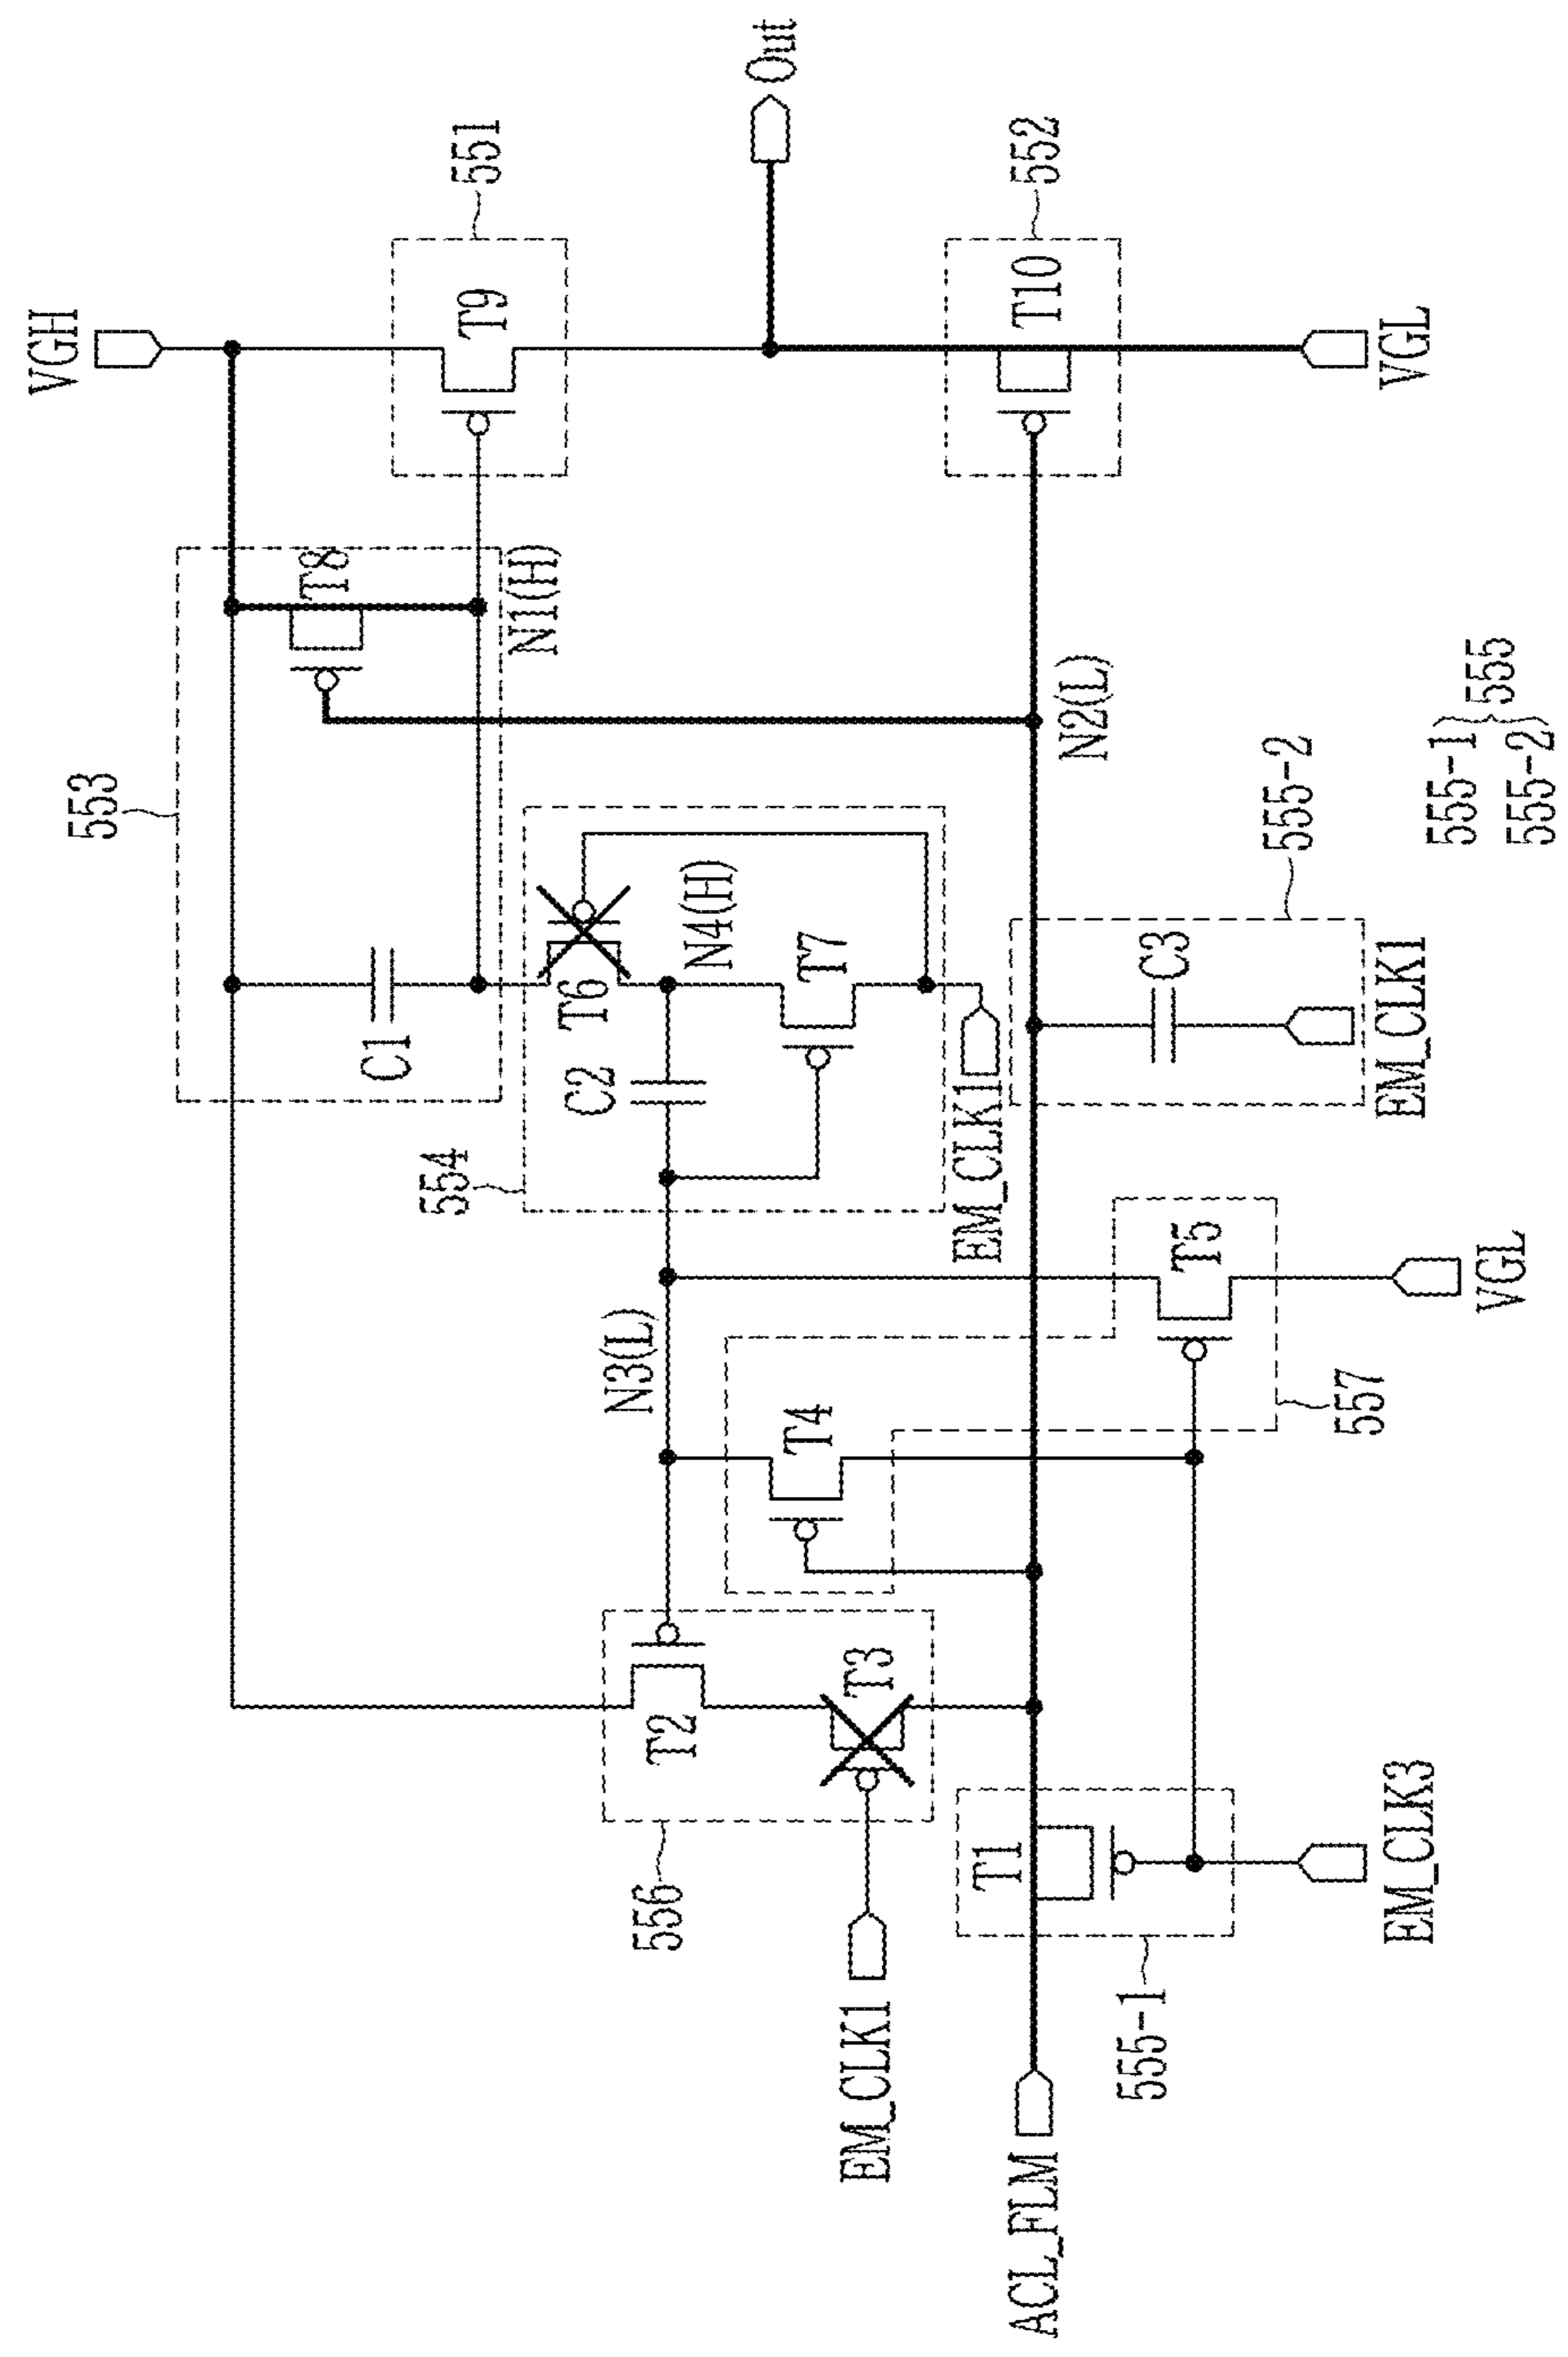 VGH
553
T8
551
T9
Out
N1(H)
C1
554
T6
C2
N4(H)
T7
EM_CLK1
552
T10
VGL
N2(L)
N3(L)
556
T2
T3
EM_CLK1
T4
T5
557
VGL
555-2
C3
EM_CLK1
ACL_FLM
T1
555-1
EM_CLK3
555-1
555-2
555